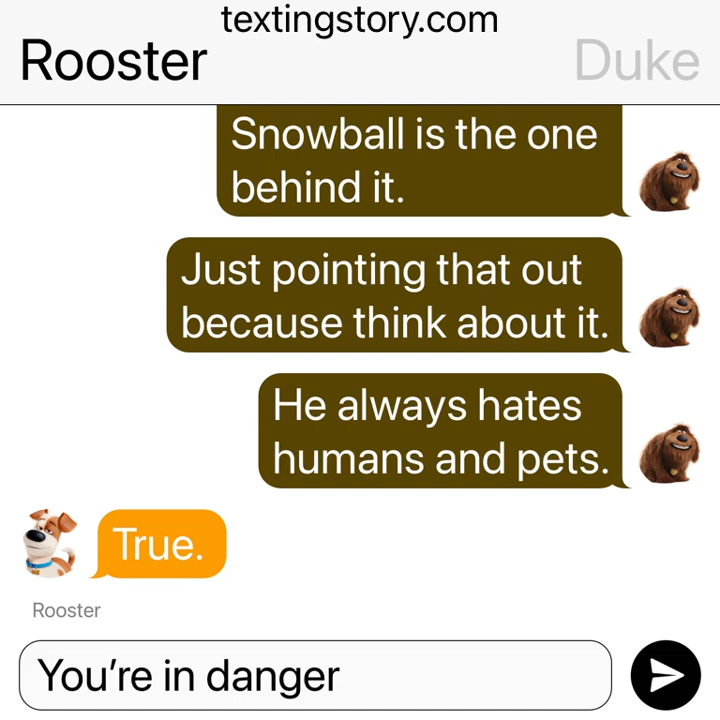 textingstory.com
Rooster
Duke
Snowball is the one
behind it.
Just pointing that out
because think about it.
He always hates
humans and pets.
True.
Rooster
You're in danger